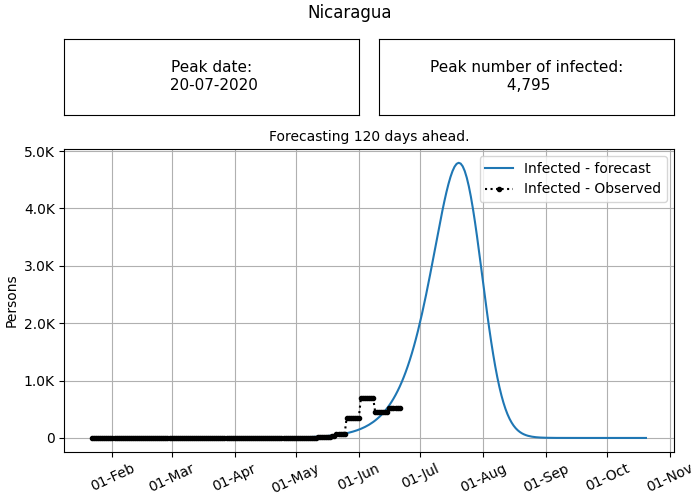 Nicaragua
Peak date:
20-07-2020
Peak number of infected:
4,795
Forecasting 120 days ahead.
5.0K
4.0K
3.0K
2.0K
1.0K
0
Persons
Infected - forecast
Infected - Observed
01-Feb
01-Mar
01-Apr
01-May
01-Jun
01-Jul
01-Aug
01-Sep
01-Oct
01-Nov